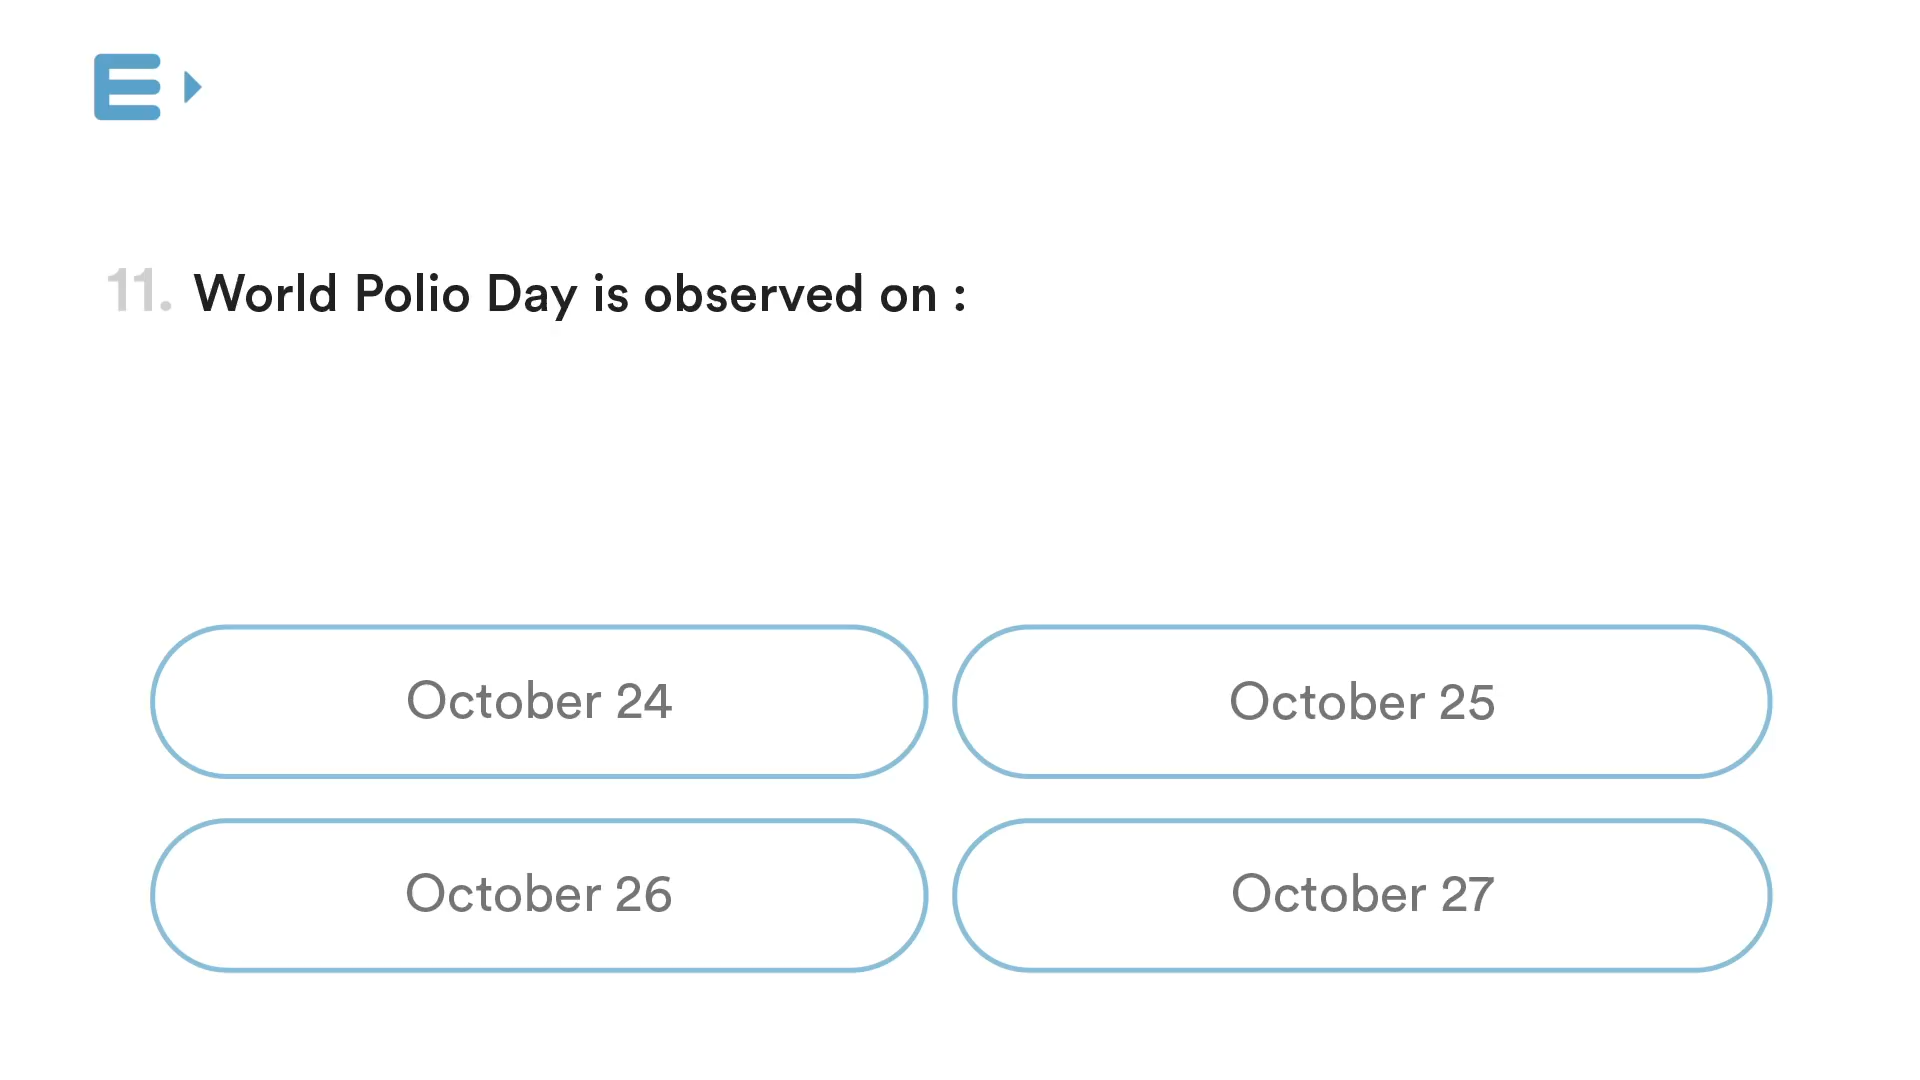 E
11. World Polio Day is observed on :
October 24
October 25
October 26
October 27